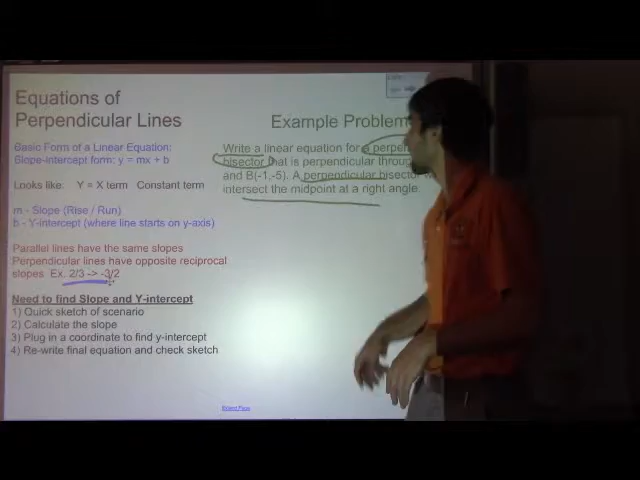 Equations of
Perpendicular Lines
Basic Form of a Linear Equation:
Slope-intercept form: y = mx + b
Looks like: Y = X term Constant term
m - Slope (Rise / Run)
b - Y-intercept (where line starts on y-axis)
Parallel lines have the same slopes
Perpendicular lines have opposite reciprocal
slopes Ex. 2/3 -> -3/2
Need to find Slope and Y-intercept
1) Quick sketch of scenario
2) Calculate the slope
3) Plug in a coordinate to find y-intercept
4) Re-write final equation and check sketch
Example Problem
Write a linear equation for a
bisector that is perpendicular through
and B(-1,-5). A perpendicular bisector
intersect the midpoint at a right angle.